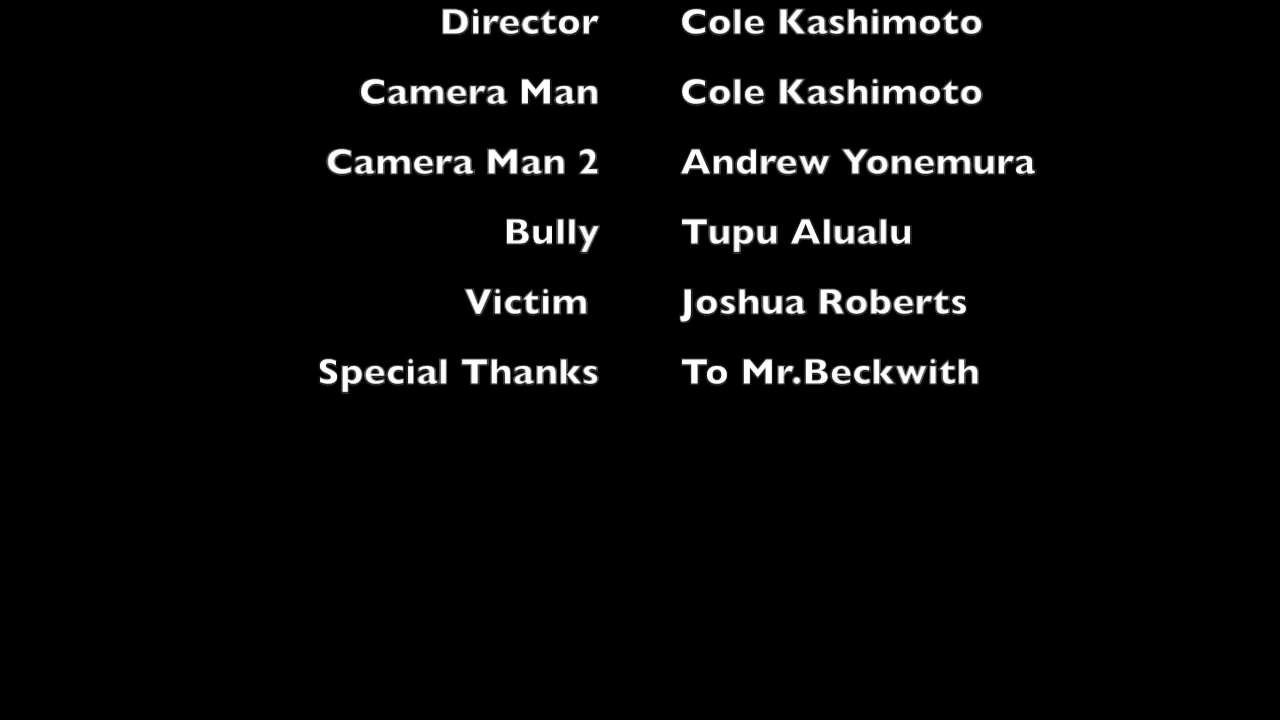 Director Cole Kashimoto
Camera Man Cole Kashimoto
Camera Man 2 Andrew Yonemura
Bully Tupu Alualu
Victim Joshua Roberts
Special Thanks To Mr.Beckwith